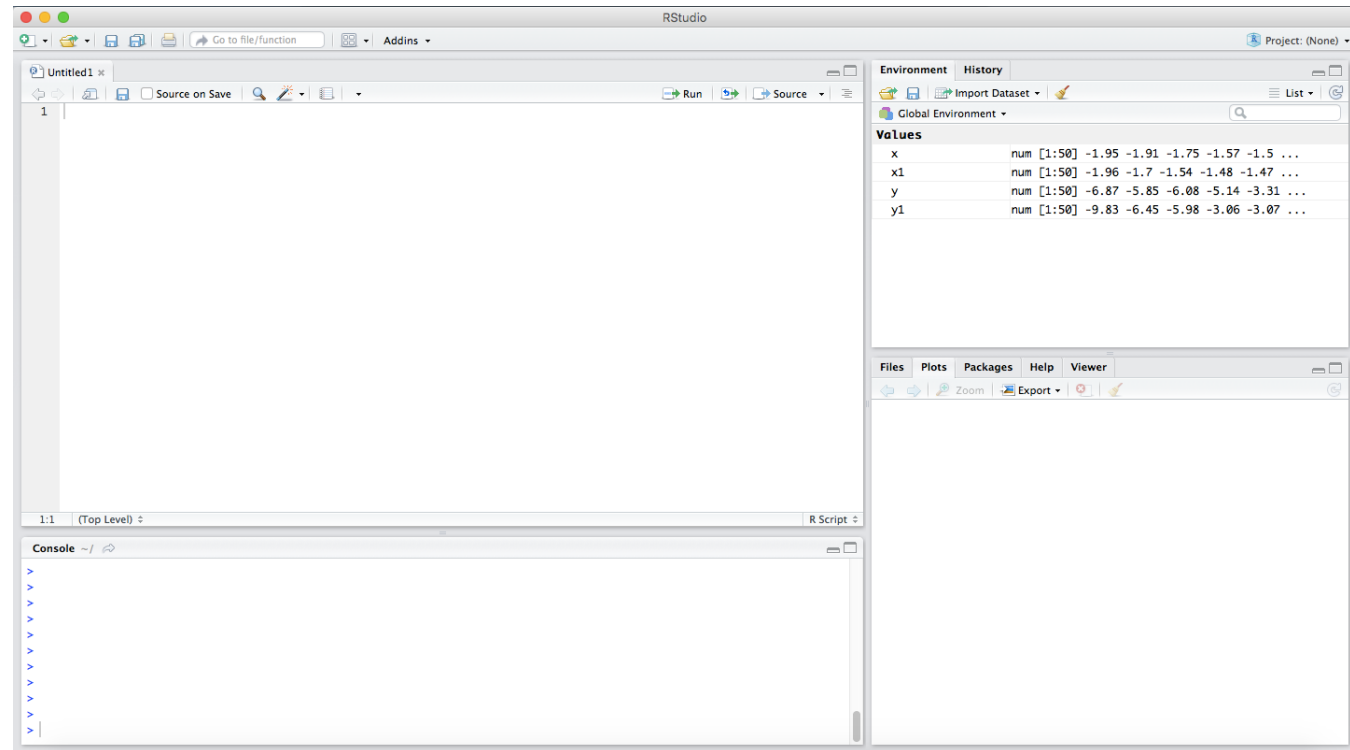 RStudio
Go to file/function Addins Project: (None)
Untitled1
Source on Save Run Source
1
1:1 (Top Level) R Script
Console ~/
>
>
>
>
>
>
>
>
>
>
>
Environment History
Import Dataset List
Global Environment
Values
x num [1:50] -1.95 -1.91 -1.75 -1.57 -1.5 ...
x1 num [1:50] -1.96 -1.7 -1.54 -1.48 -1.47 ...
y num [1:50] -6.87 -5.85 -6.08 -5.14 -3.31 ...
y1 num [1:50] -9.83 -6.45 -5.98 -3.06 -3.07 ...
Files Plots Packages Help Viewer
Zoom Export